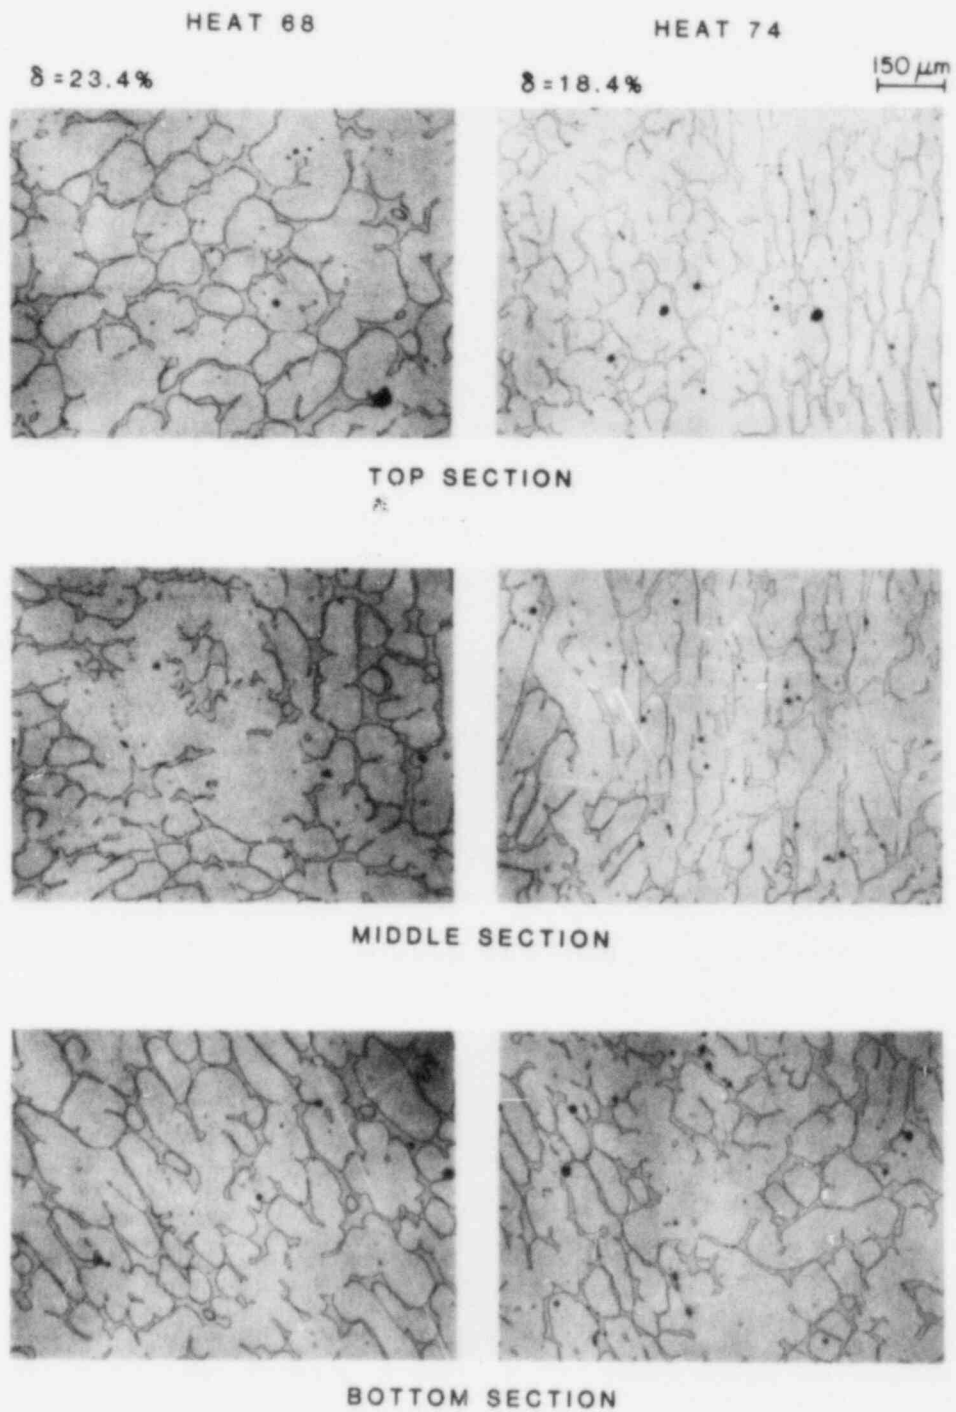 HEAT 68
HEAT 74
δ=23.4%
δ=18.4%
150 μm
TOP SECTION
MIDDLE SECTION
BOTTOM SECTION